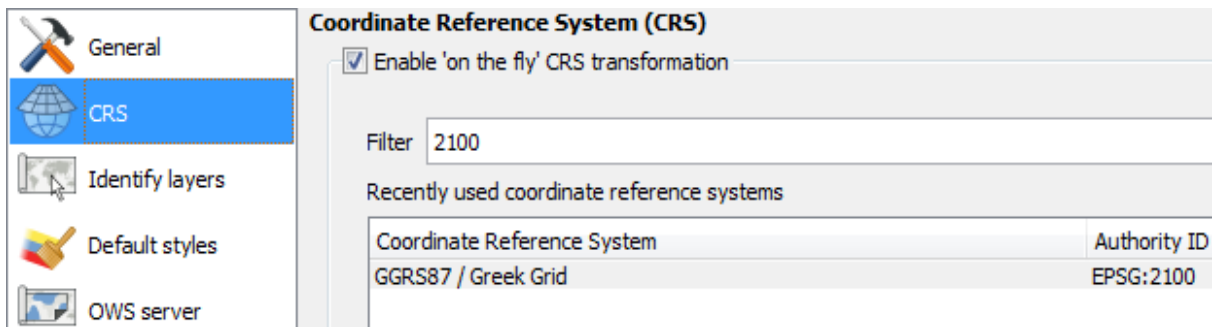 General
CRS
Identify layers
Default styles
OWS server
Coordinate Reference System (CRS)
Enable 'on the fly' CRS transformation
Filter 2100
Recently used coordinate reference systems
Coordinate Reference System Authority ID
GGRS87 / Greek Grid EPSG:2100